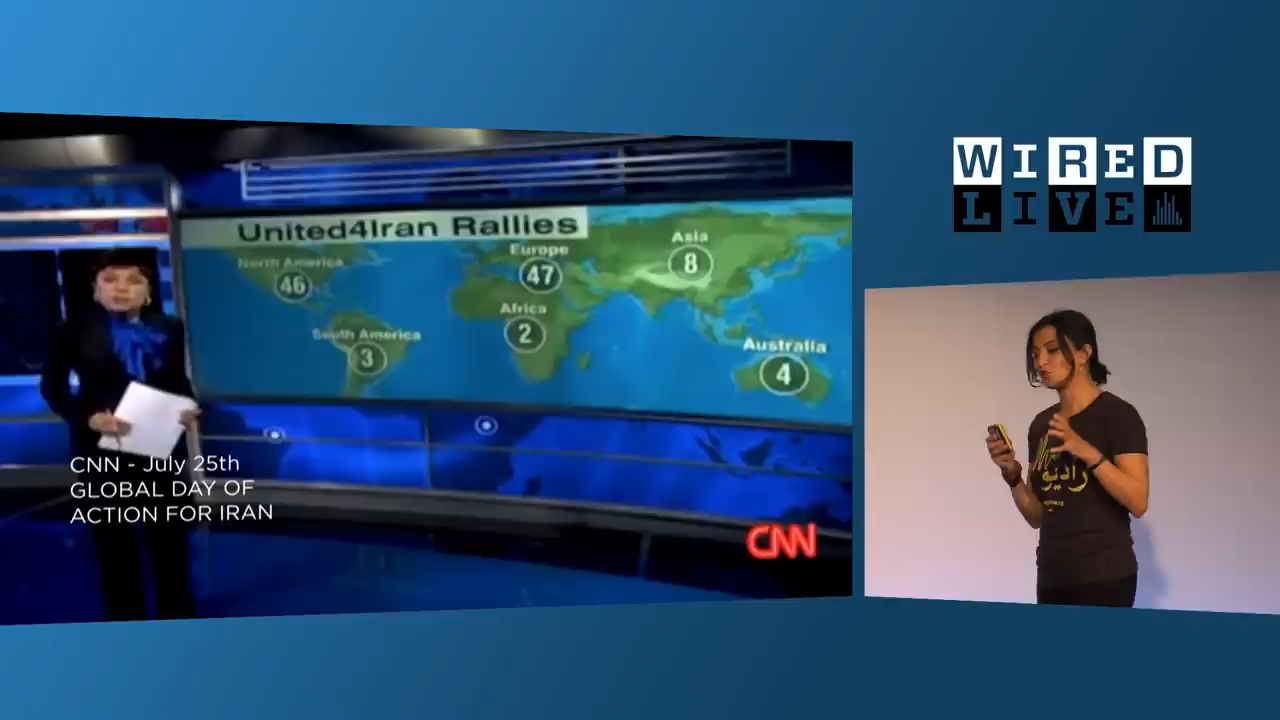 United4Iran Rallies
North America
46
Europe
47
Asia
8
Africa
2
South America
3
Australia
4
CNN - July 25th
GLOBAL DAY OF
ACTION FOR IRAN
CNN
WIRED
LIVE
رادیو